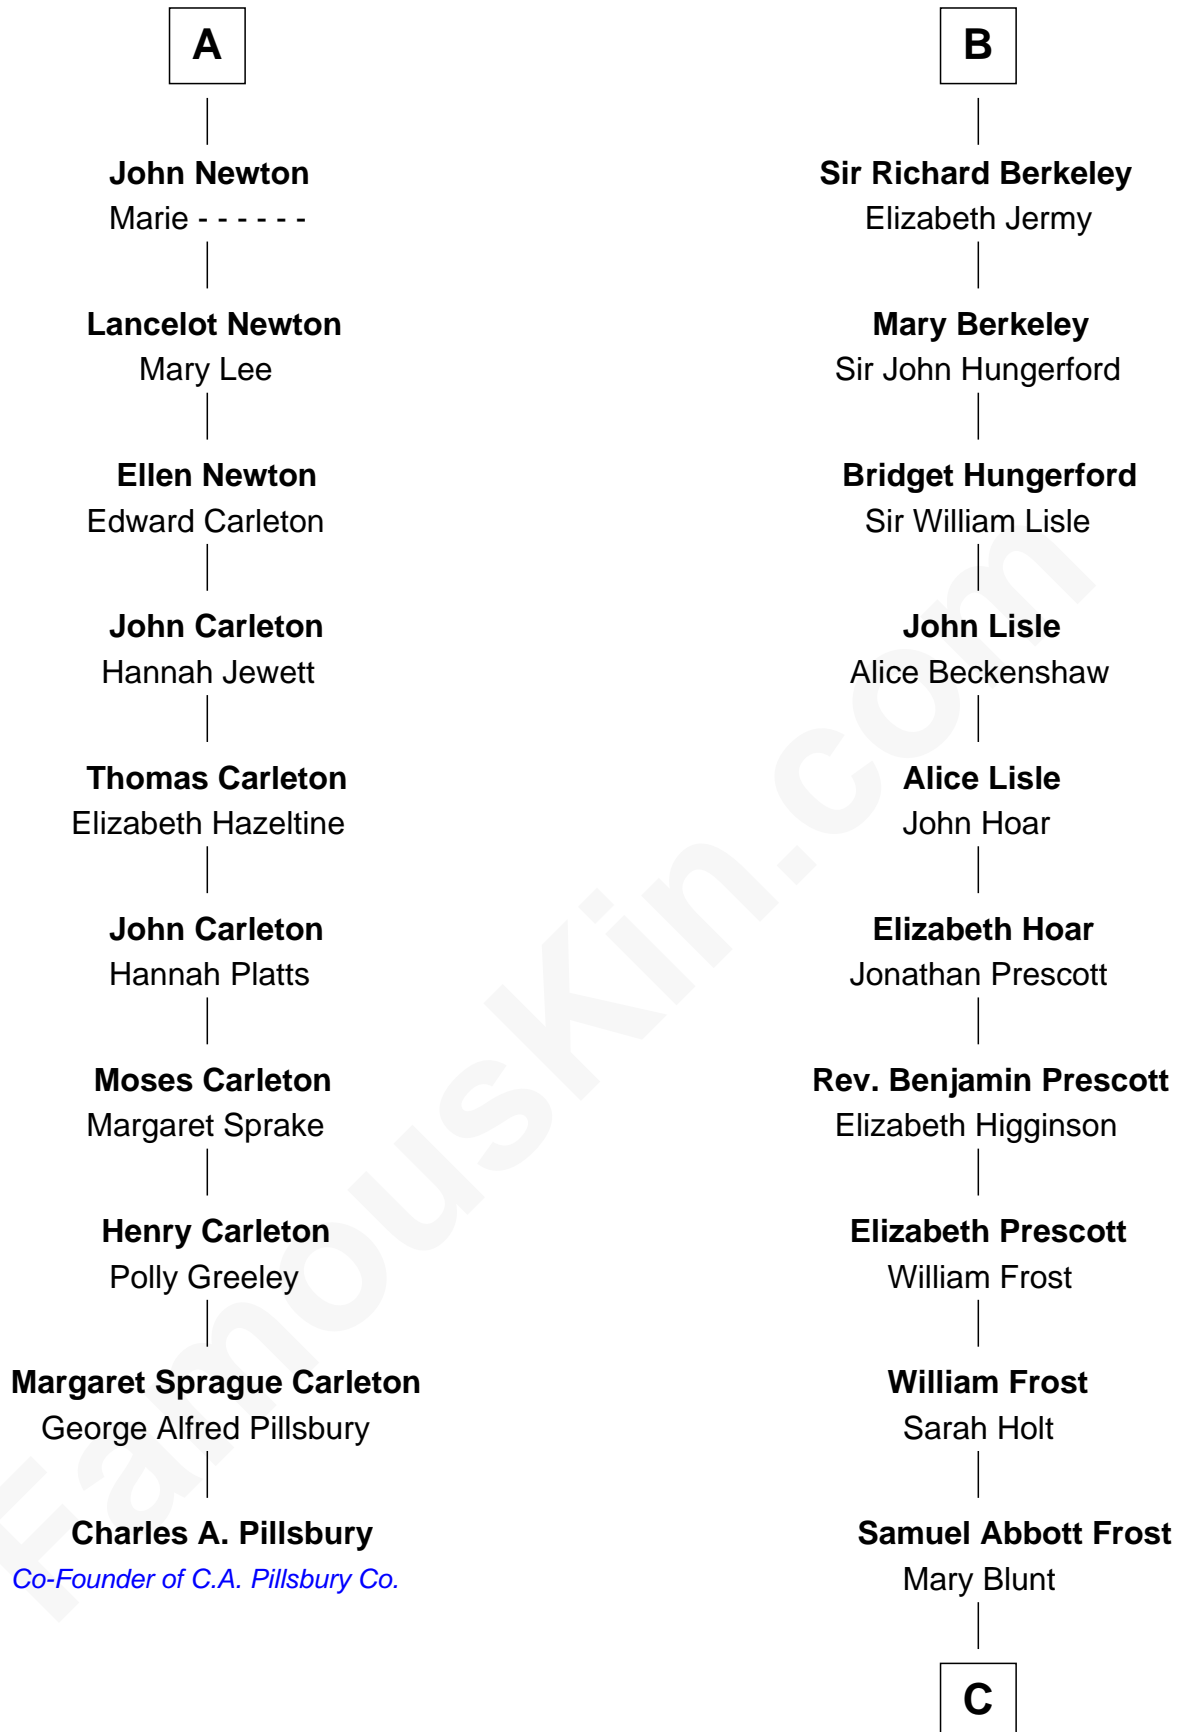 A
John Newton
Marie - - - - - -
Lancelot Newton
Mary Lee
Ellen Newton
Edward Carleton
John Carleton
Hannah Jewett
Thomas Carleton
Elizabeth Hazeltine
John Carleton
Hannah Platts
Moses Carleton
Margaret Sprake
Henry Carleton
Polly Greeley
Margaret Sprague Carleton
George Alfred Pillsbury
Charles A. Pillsbury
Co-Founder of C.A. Pillsbury Co.
B
Sir Richard Berkeley
Elizabeth Jermy
Mary Berkeley
Sir John Hungerford
Bridget Hungerford
Sir William Lisle
John Lisle
Alice Beckenshaw
Alice Lisle
John Hoar
Elizabeth Hoar
Jonathan Prescott
Rev. Benjamin Prescott
Elizabeth Higginson
Elizabeth Prescott
William Frost
William Frost
Sarah Holt
Samuel Abbott Frost
Mary Blunt
C
FamousKin.com